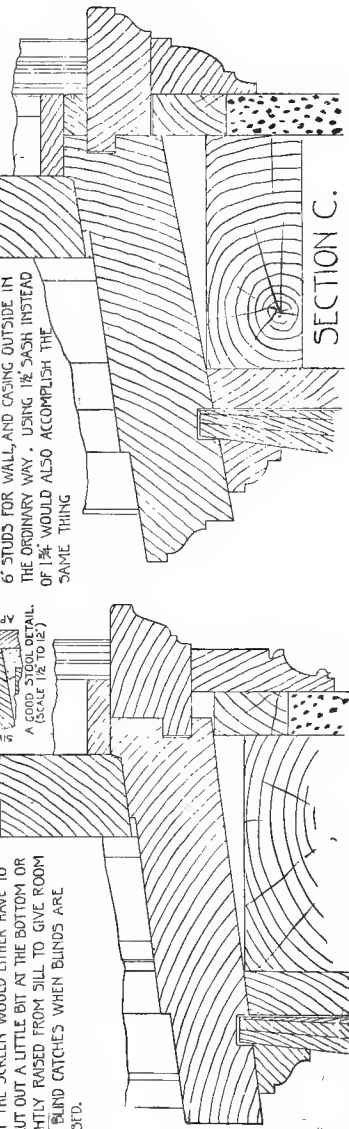 T THE SCREEN WOULD EITHER HAVE TO
UT OUT A LITTLE BIT AT THE BOTTOM OR
HTLY RAISED FROM SILL TO GIVE ROOM
BLIND CATCHES WHEN BLINDS ARE
A GOOD STOOL DETAIL.
(SCALE 1½" TO 12")
6" STUDS FOR WALL, AND CASING OUTSIDE IN
THE ORDINARY WAY. USING 1½" SASH INSTEAD
OF 1¾" WOULD ALSO ACCOMPLISH THE
SAME THING
SECTION C.